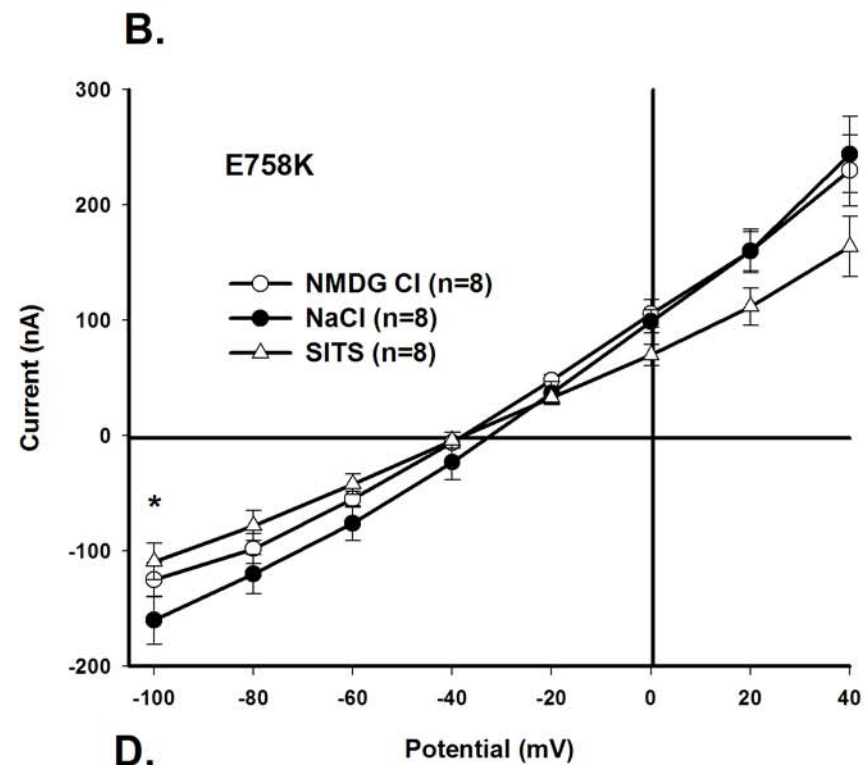 B.
300
200
100
0
-100
-200
Current (nA)
E758K
NMDG Cl (n=8)
NaCl (n=8)
SITS (n=8)
*
-100 -80 -60 -40 -20 0 20 40
Potential (mV)
D.